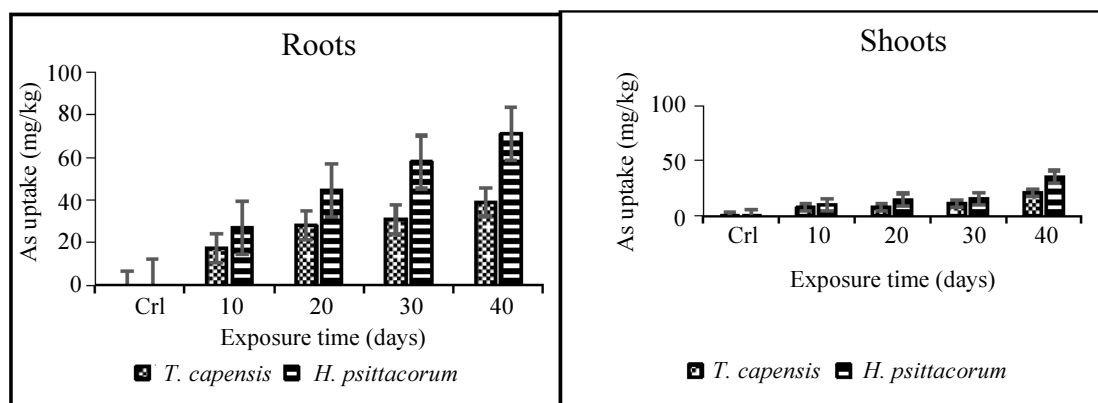 Roots
As uptake (mg/kg)
100
80
60
40
20
0
Crl 10 20 30 40
Exposure time (days)
T. capensis H. psittacorum
Shoots
As uptake (mg/kg)
100
50
0
Crl 10 20 30 40
Exposure time (days)
T. capensis H. psittacorum